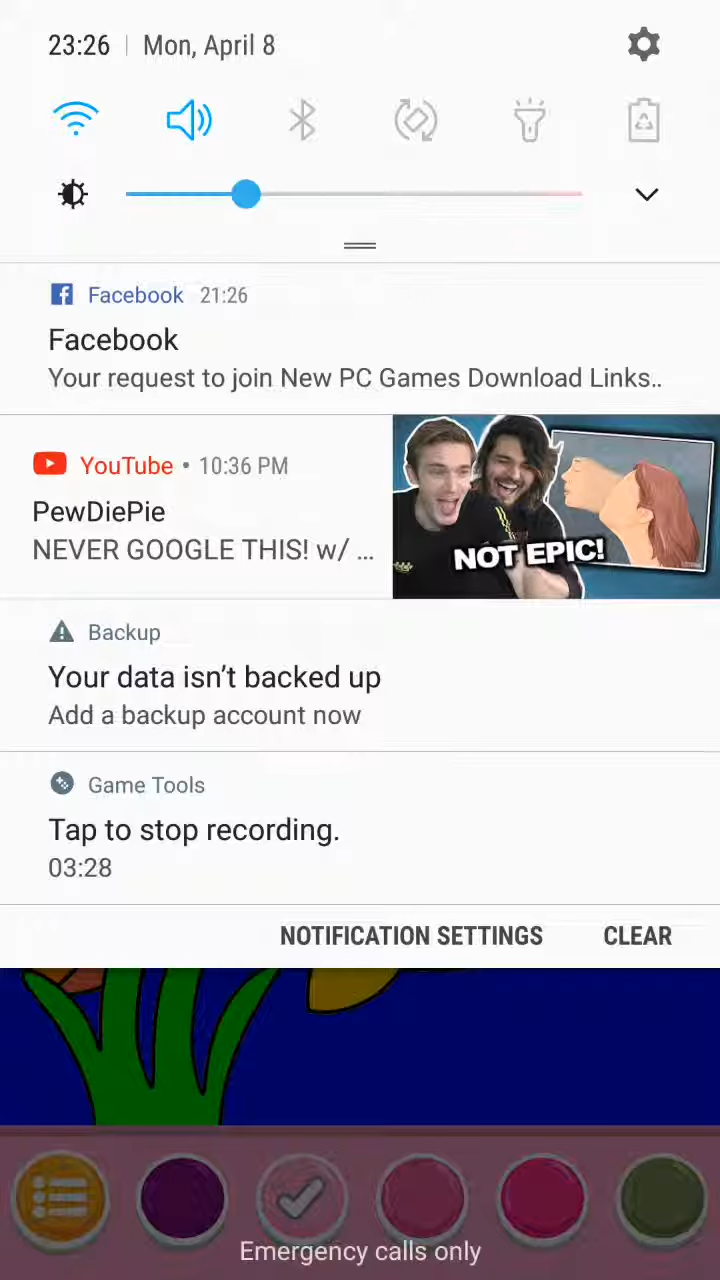 23:26 | Mon, April 8
Facebook 21:26
Facebook
Your request to join New PC Games Download Links..
YouTube • 10:36 PM
PewDiePie
NEVER GOOGLE THIS! w/ ...
NOT EPIC!
Backup
Your data isn't backed up
Add a backup account now
Game Tools
Tap to stop recording.
03:28
NOTIFICATION SETTINGS CLEAR
Emergency calls only